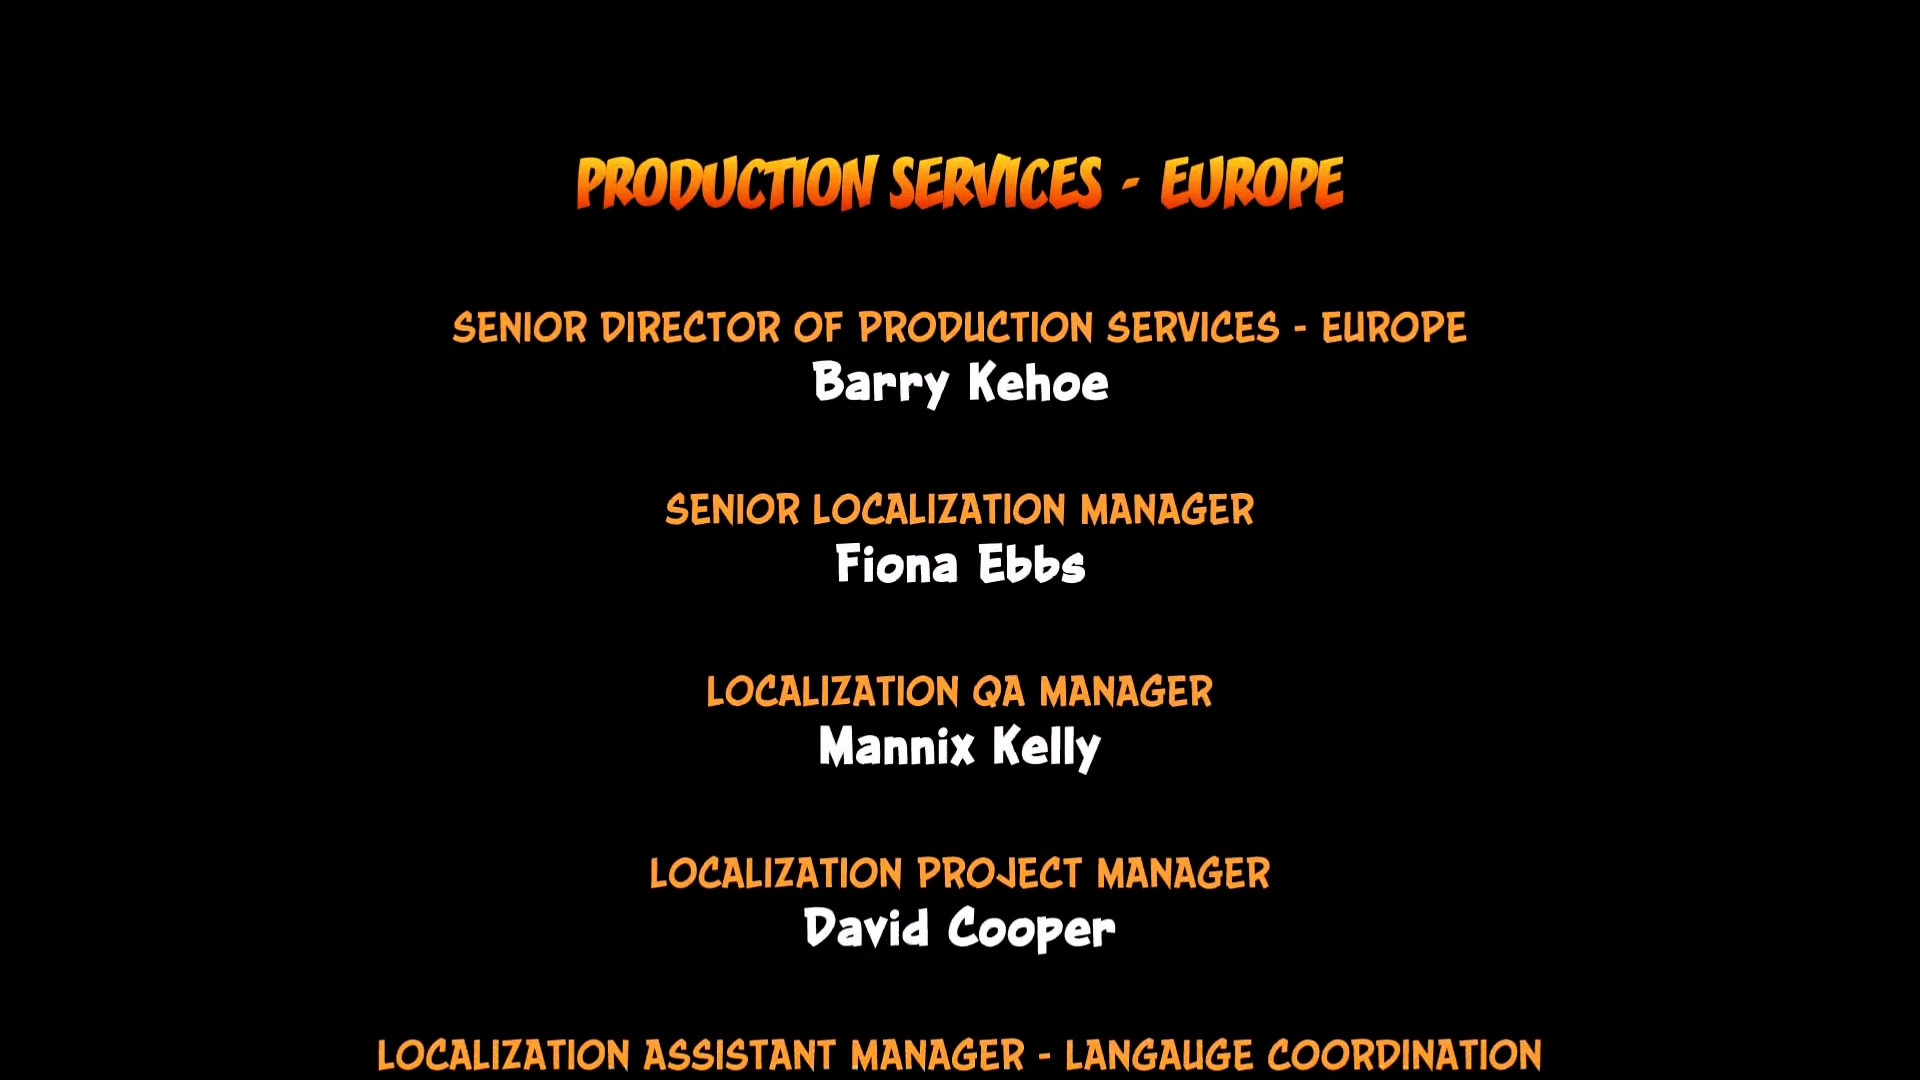 PRODUCTION SERVICES - EUROPE
SENIOR DIRECTOR OF PRODUCTION SERVICES - EUROPE
Barry Kehoe
SENIOR LOCALIZATION MANAGER
Fiona Ebbs
LOCALIZATION QA MANAGER
Mannix Kelly
LOCALIZATION PROJECT MANAGER
David Cooper
LOCALIZATION ASSISTANT MANAGER - LANGAUGE COORDINATION